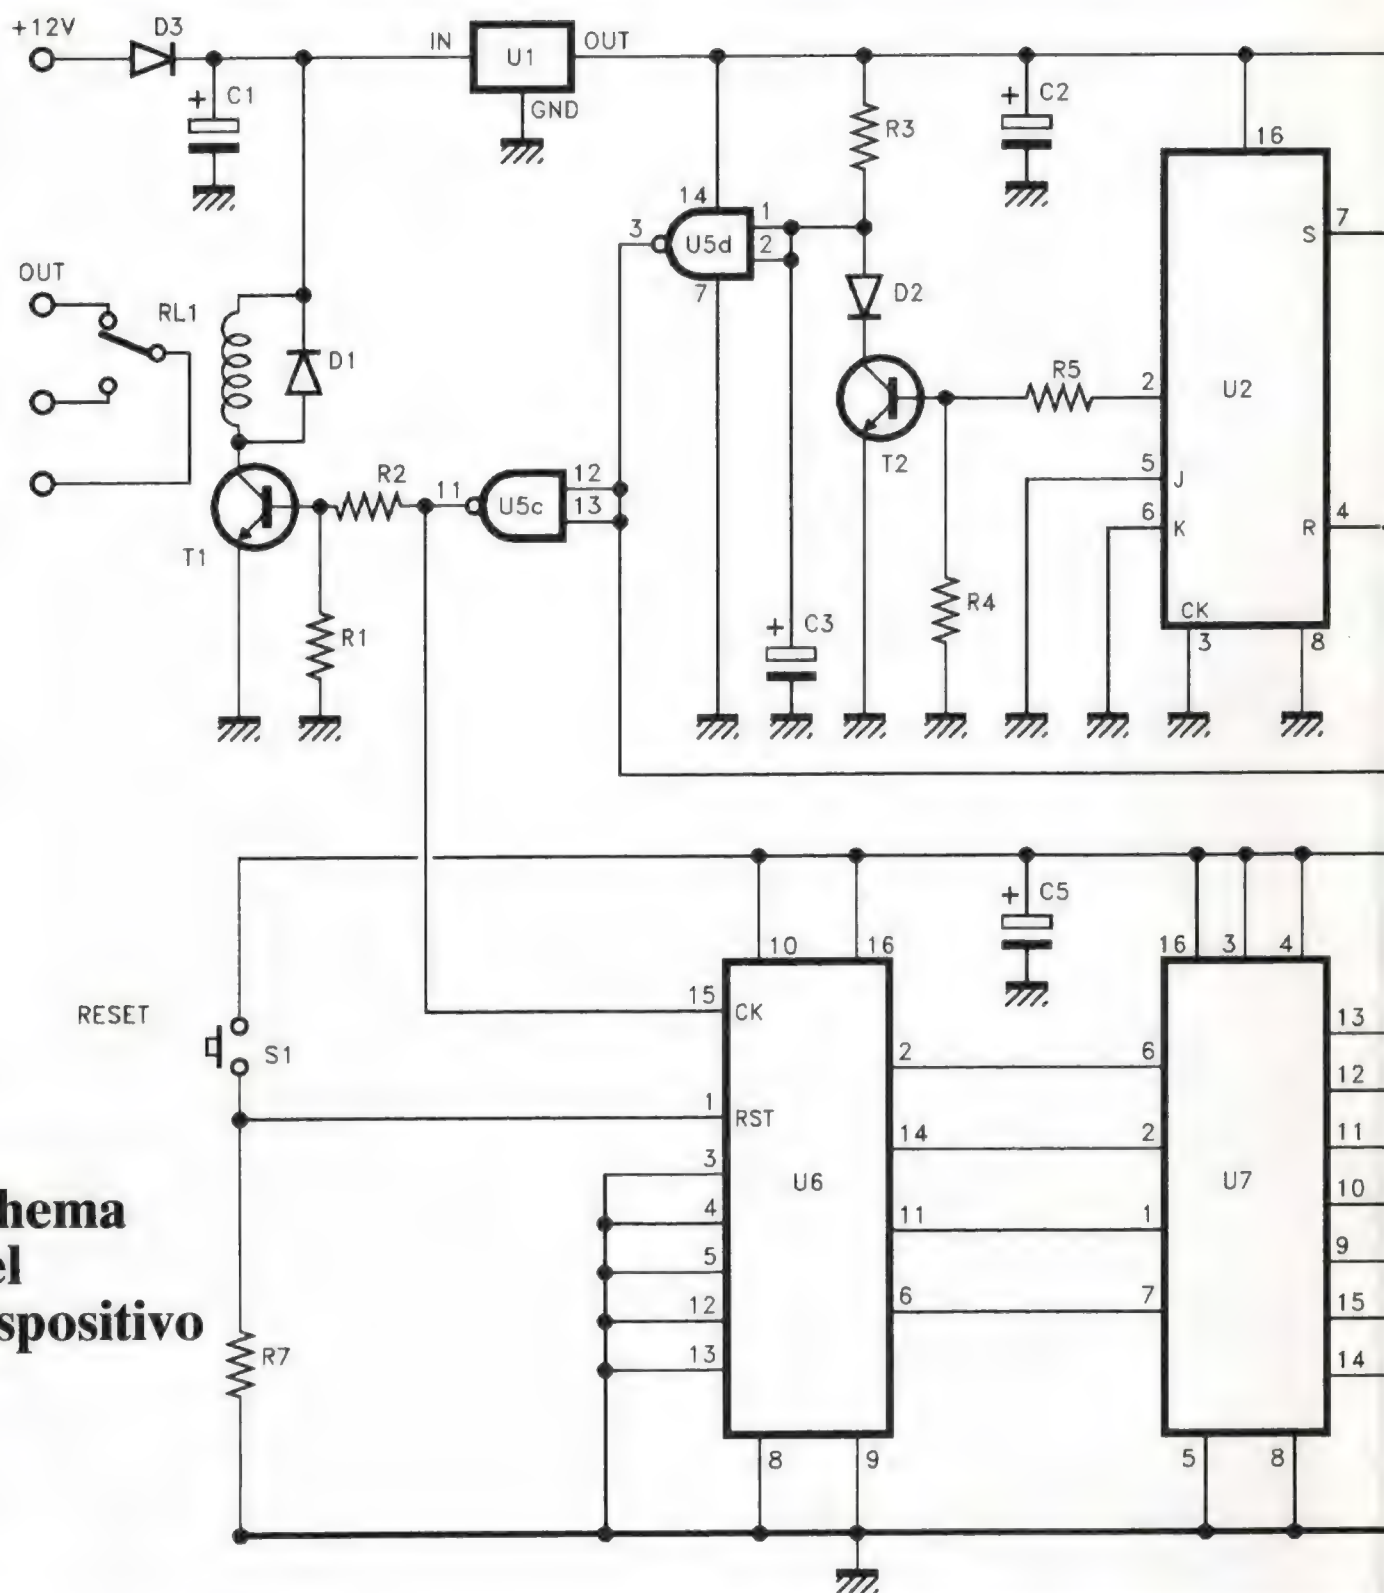 +12V
D3
IN
U1
OUT
GND
C1
+
R3
C2
+
16
14
3
U5d
1
2
7
D2
S
7
OUT
RL1
D1
R5
2
U2
T2
5
J
6
K
R
4
R2
11
U5c
12
13
T1
R1
R4
C3
+
CK
3
8
C5
+
10
16
16
3
4
RESET
S1
15
CK
1
RST
3
4
5
12
13
U6
2
14
11
6
6
2
1
7
U7
13
12
11
10
9
15
14
hema
el
spositivo
R7
8
9
5
8